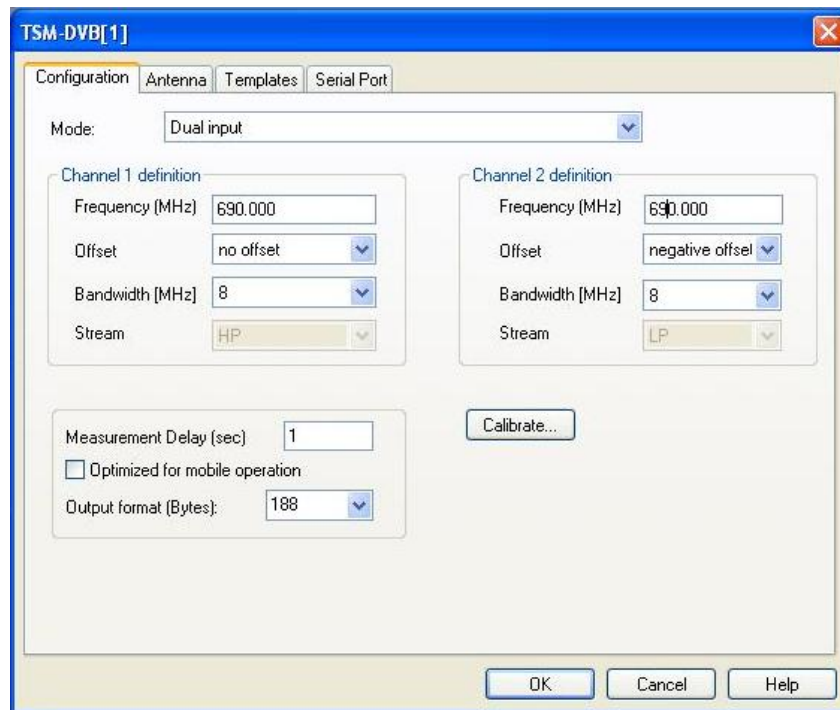 TSM-DVB[1]
Configuration Antenna Templates Serial Port
Mode: Dual input
Channel 1 definition
Frequency (MHz) 690.000
Offset no offset
Bandwidth [MHz] 8
Stream HP
Channel 2 definition
Frequency (MHz) 690.000
Offset negative offset
Bandwidth [MHz] 8
Stream LP
Measurement Delay (sec) 1
Optimized for mobile operation
Output format (Bytes): 188
Calibrate...
OK Cancel Help